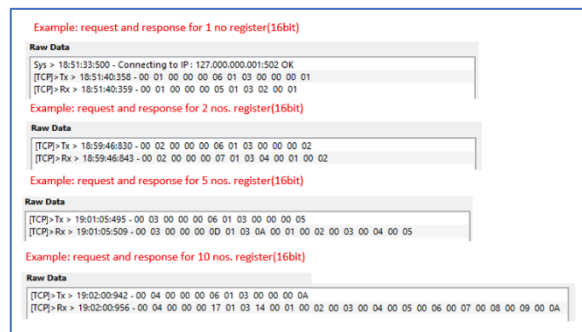 Example: request and response for 1 no register(16bit)
Raw Data
Sys > 18:51:33:500 - Connecting to IP : 127.000.000.001:502 OK
[TCP]>Tx > 18:51:40:358 - 00 01 00 00 00 06 01 03 00 00 00 01
[TCP]>Rx > 18:51:40:359 - 00 01 00 00 00 05 01 03 02 00 01
Example: request and response for 2 nos. register(16bit)
Raw Data
[TCP]>Tx > 18:59:46:830 - 00 02 00 00 00 06 01 03 00 00 00 02
[TCP]>Rx > 18:59:46:843 - 00 02 00 00 00 07 01 03 04 00 01 00 02
Example: request and response for 5 nos. register(16bit)
Raw Data
[TCP]>Tx > 19:01:05:495 - 00 03 00 00 00 06 01 03 00 00 00 05
[TCP]>Rx > 19:01:05:509 - 00 03 00 00 00 0D 01 03 0A 00 01 00 02 00 03 00 04 00 05
Example: request and response for 10 nos. register(16bit)
Raw Data
[TCP]>Tx > 19:02:00:942 - 00 04 00 00 00 06 01 03 00 00 00 0A
[TCP]>Rx > 19:02:00:956 - 00 04 00 00 00 17 01 03 14 00 01 00 02 00 03 00 04 00 05 00 06 00 07 00 08 00 09 00 0A